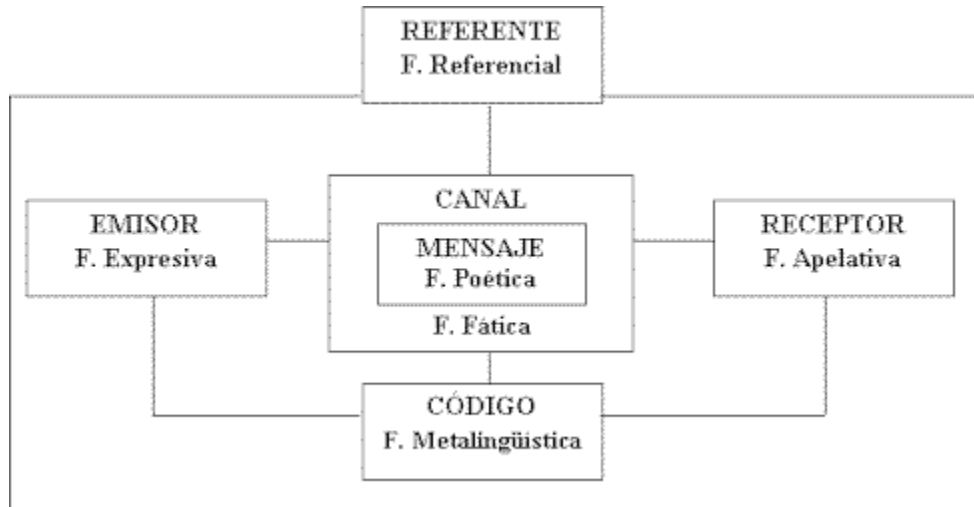 REFERENTE
F. Referencial
CANAL
EMISOR
F. Expresiva
MENSAJE
F. Poética
RECEPTOR
F. Apelativa
F. Fática
CÓDIGO
F. Metalingüística